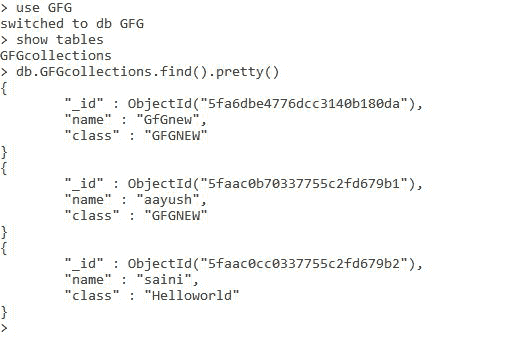 > use GFG
switched to db GFG
> show tables
GFGcollections
> db.GFGcollections.find().pretty()
{
        "_id" : ObjectId("5fa6dbe4776dcc3140b180da"),
        "name" : "GfGnew",
        "class" : "GFGNEW"
}
{
        "_id" : ObjectId("5faac0b70337755c2fd679b1"),
        "name" : "aayush",
        "class" : "GFGNEW"
}
{
        "_id" : ObjectId("5faac0cc0337755c2fd679b2"),
        "name" : "saini",
        "class" : "Helloworld"
}
>